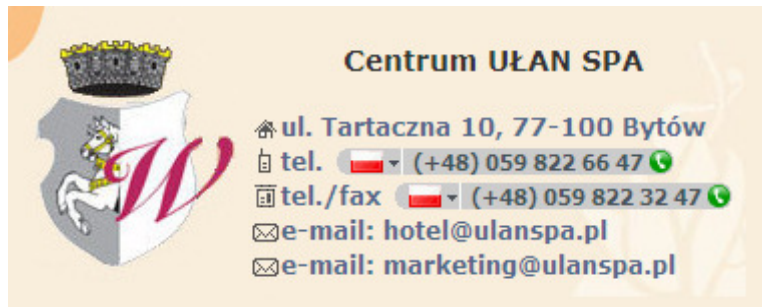 Centrum UŁAN SPA
ul. Tartaczna 10, 77-100 Bytów
tel. (+48) 059 822 66 47
tel./fax (+48) 059 822 32 47
e-mail: hotel@ulanspa.pl
e-mail: marketing@ulanspa.pl
W